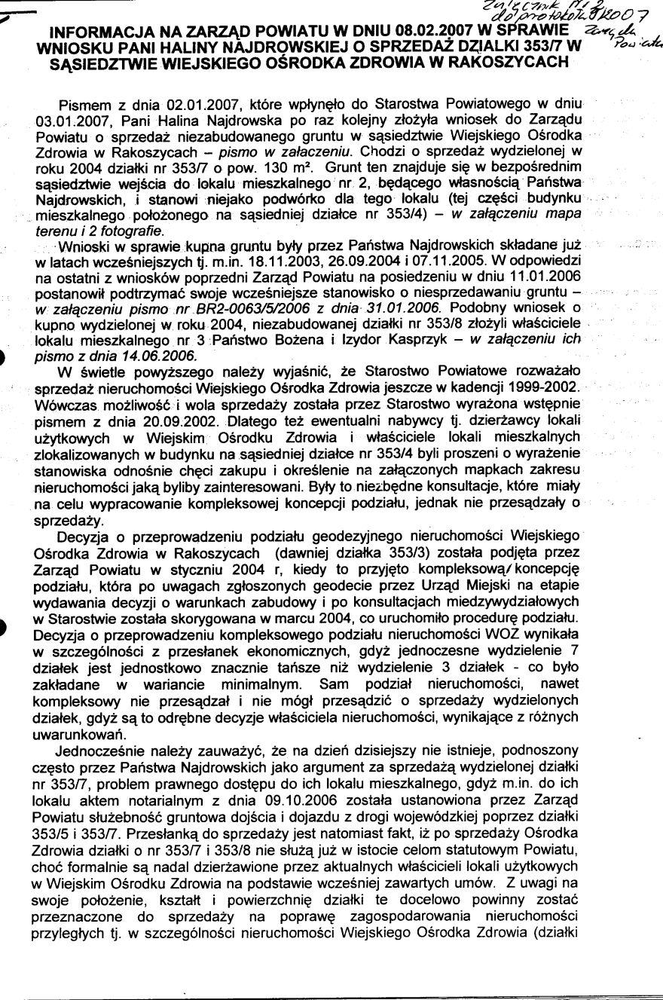 Załącznik Nr 2
do protokołu 9/2007
Zarządu
Powiatu
INFORMACJA NA ZARZĄD POWIATU W DNIU 08.02.2007 W SPRAWIE
WNIOSKU PANI HALINY NAJDROWSKIEJ O SPRZEDAŻ DZIAŁKI 353/7 W
SĄSIEDZTWIE WIEJSKIEGO OŚRODKA ZDROWIA W RAKOSZYCACH
Pismem z dnia 02.01.2007, które wpłynęło do Starostwa Powiatowego w dniu
03.01.2007, Pani Halina Najdrowska po raz kolejny złożyła wniosek do Zarządu
Powiatu o sprzedaż niezabudowanego gruntu w sąsiedztwie Wiejskiego Ośrodka
Zdrowia w Rakoszycach – pismo w załaczeniu. Chodzi o sprzedaż wydzielonej w
roku 2004 działki nr 353/7 o pow. 130 m². Grunt ten znajduje się w bezpośrednim
sąsiedztwie wejścia do lokalu mieszkalnego nr 2, będącego własnością Państwa
Najdrowskich, i stanowi niejako podwórko dla tego lokalu (tej części budynku
mieszkalnego położonego na sąsiedniej działce nr 353/4) – w załączeniu mapa
terenu i 2 fotografie.
Wnioski w sprawie kupna gruntu były przez Państwa Najdrowskich składane już
w latach wcześniejszych tj. m.in. 18.11.2003, 26.09.2004 i 07.11.2005. W odpowiedzi
na ostatni z wniosków poprzedni Zarząd Powiatu na posiedzeniu w dniu 11.01.2006
postanowił podtrzymać swoje wcześniejsze stanowisko o niesprzedawaniu gruntu –
w załączeniu pismo nr BR2-0063/5/2006 z dnia 31.01.2006. Podobny wniosek o
kupno wydzielonej w roku 2004, niezabudowanej działki nr 353/8 złożyli właściciele
lokalu mieszkalnego nr 3 Państwo Bożena i Izydor Kasprzyk – w załączeniu ich
pismo z dnia 14.06.2006.
W świetle powyższego należy wyjaśnić, że Starostwo Powiatowe rozważało
sprzedaż nieruchomości Wiejskiego Ośrodka Zdrowia jeszcze w kadencji 1999-2002.
Wówczas możliwość i wola sprzedaży została przez Starostwo wyrażona wstępnie
pismem z dnia 20.09.2002. Dlatego też ewentualni nabywcy tj. dzierżawcy lokali
użytkowych w Wiejskim Ośrodku Zdrowia i właściciele lokali mieszkalnych
zlokalizowanych w budynku na sąsiedniej działce nr 353/4 byli proszeni o wyrażenie
stanowiska odnośnie chęci zakupu i określenie na załączonych mapkach zakresu
nieruchomości jaką byliby zainteresowani. Były to niezbędne konsultacje, które miały
na celu wypracowanie kompleksowej koncepcji podziału, jednak nie przesądzały o
sprzedaży.
Decyzja o przeprowadzeniu podziału geodezyjnego nieruchomości Wiejskiego
Ośrodka Zdrowia w Rakoszycach (dawniej działka 353/3) została podjęta przez
Zarząd Powiatu w styczniu 2004 r, kiedy to przyjęto kompleksową koncepcję
podziału, która po uwagach zgłoszonych geodecie przez Urząd Miejski na etapie
wydawania decyzji o warunkach zabudowy i po konsultacjach miedzywydziałowych
w Starostwie została skorygowana w marcu 2004, co uruchomiło procedurę podziału.
Decyzja o przeprowadzeniu kompleksowego podziału nieruchomości WOZ wynikała
w szczególności z przesłanek ekonomicznych, gdyż jednoczesne wydzielenie 7
działek jest jednostkowo znacznie tańsze niż wydzielenie 3 działek - co było
zakładane w wariancie minimalnym. Sam podział nieruchomości, nawet
kompleksowy nie przesądzał i nie mógł przesądzić o sprzedaży wydzielonych
działek, gdyż są to odrębne decyzje właściciela nieruchomości, wynikające z różnych
uwarunkowań.
Jednocześnie należy zauważyć, że na dzień dzisiejszy nie istnieje, podnoszony
często przez Państwa Najdrowskich jako argument za sprzedażą wydzielonej działki
nr 353/7, problem prawnego dostępu do ich lokalu mieszkalnego, gdyż m.in. do ich
lokalu aktem notarialnym z dnia 09.10.2006 została ustanowiona przez Zarząd
Powiatu służebność gruntowa dojścia i dojazdu z drogi wojewódzkiej poprzez działki
353/5 i 353/7. Przesłanką do sprzedaży jest natomiast fakt, iż po sprzedaży Ośrodka
Zdrowia działki o nr 353/7 i 353/8 nie służą już w istocie celom statutowym Powiatu,
choć formalnie są nadal dzierżawione przez aktualnych właścicieli lokali użytkowych
w Wiejskim Ośrodku Zdrowia na podstawie wcześniej zawartych umów. Z uwagi na
swoje położenie, kształt i powierzchnię działki te docelowo powinny zostać
przeznaczone do sprzedaży na poprawę zagospodarowania nieruchomości
przyległych tj. w szczególności nieruchomości Wiejskiego Ośrodka Zdrowia (działki